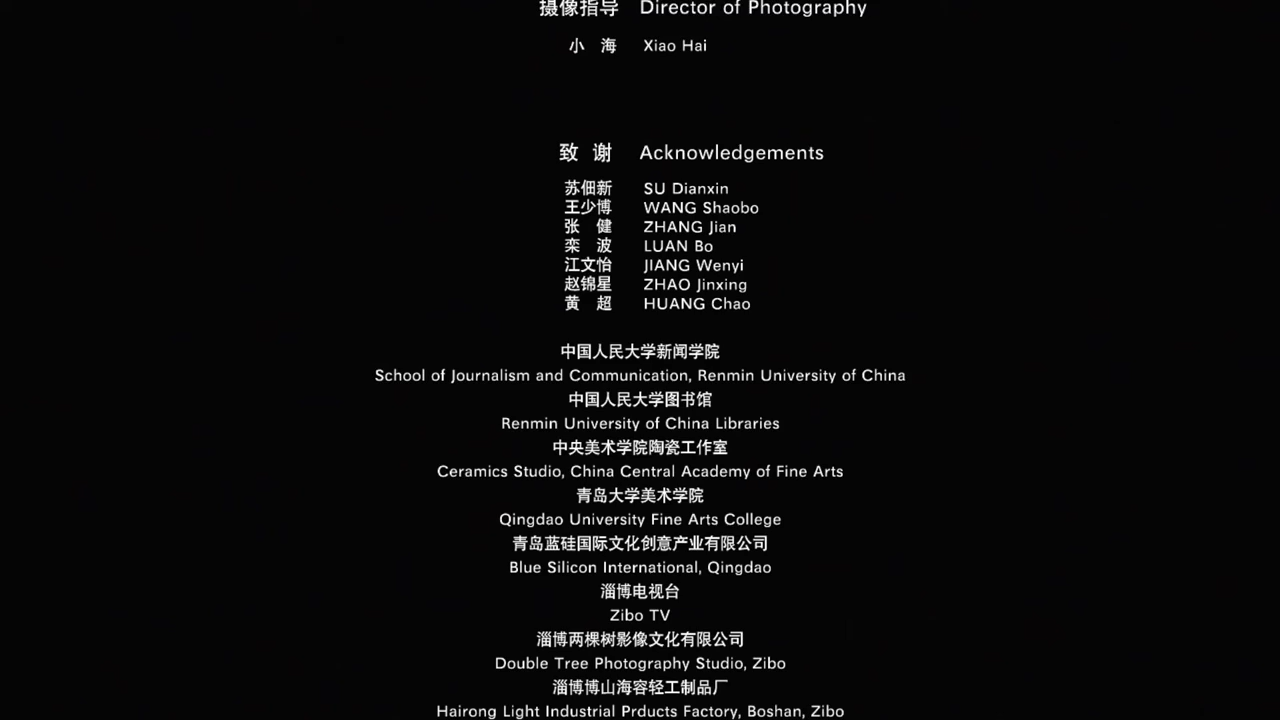 摄像指导 Director of Photography
小 海 Xiao Hai
致 谢 Acknowledgements
苏佃新 SU Dianxin
王少博 WANG Shaobo
张 健 ZHANG Jian
栾 波 LUAN Bo
江文怡 JIANG Wenyi
赵锦星 ZHAO Jinxing
黄 超 HUANG Chao
中国人民大学新闻学院
School of Journalism and Communication, Renmin University of China
中国人民大学图书馆
Renmin University of China Libraries
中央美术学院陶瓷工作室
Ceramics Studio, China Central Academy of Fine Arts
青岛大学美术学院
Qingdao University Fine Arts College
青岛蓝硅国际文化创意产业有限公司
Blue Silicon International, Qingdao
淄博电视台
Zibo TV
淄博两棵树影像文化有限公司
Double Tree Photography Studio, Zibo
淄博博山海容轻工制品厂
Hairong Light Industrial Prducts Factory, Boshan, Zibo